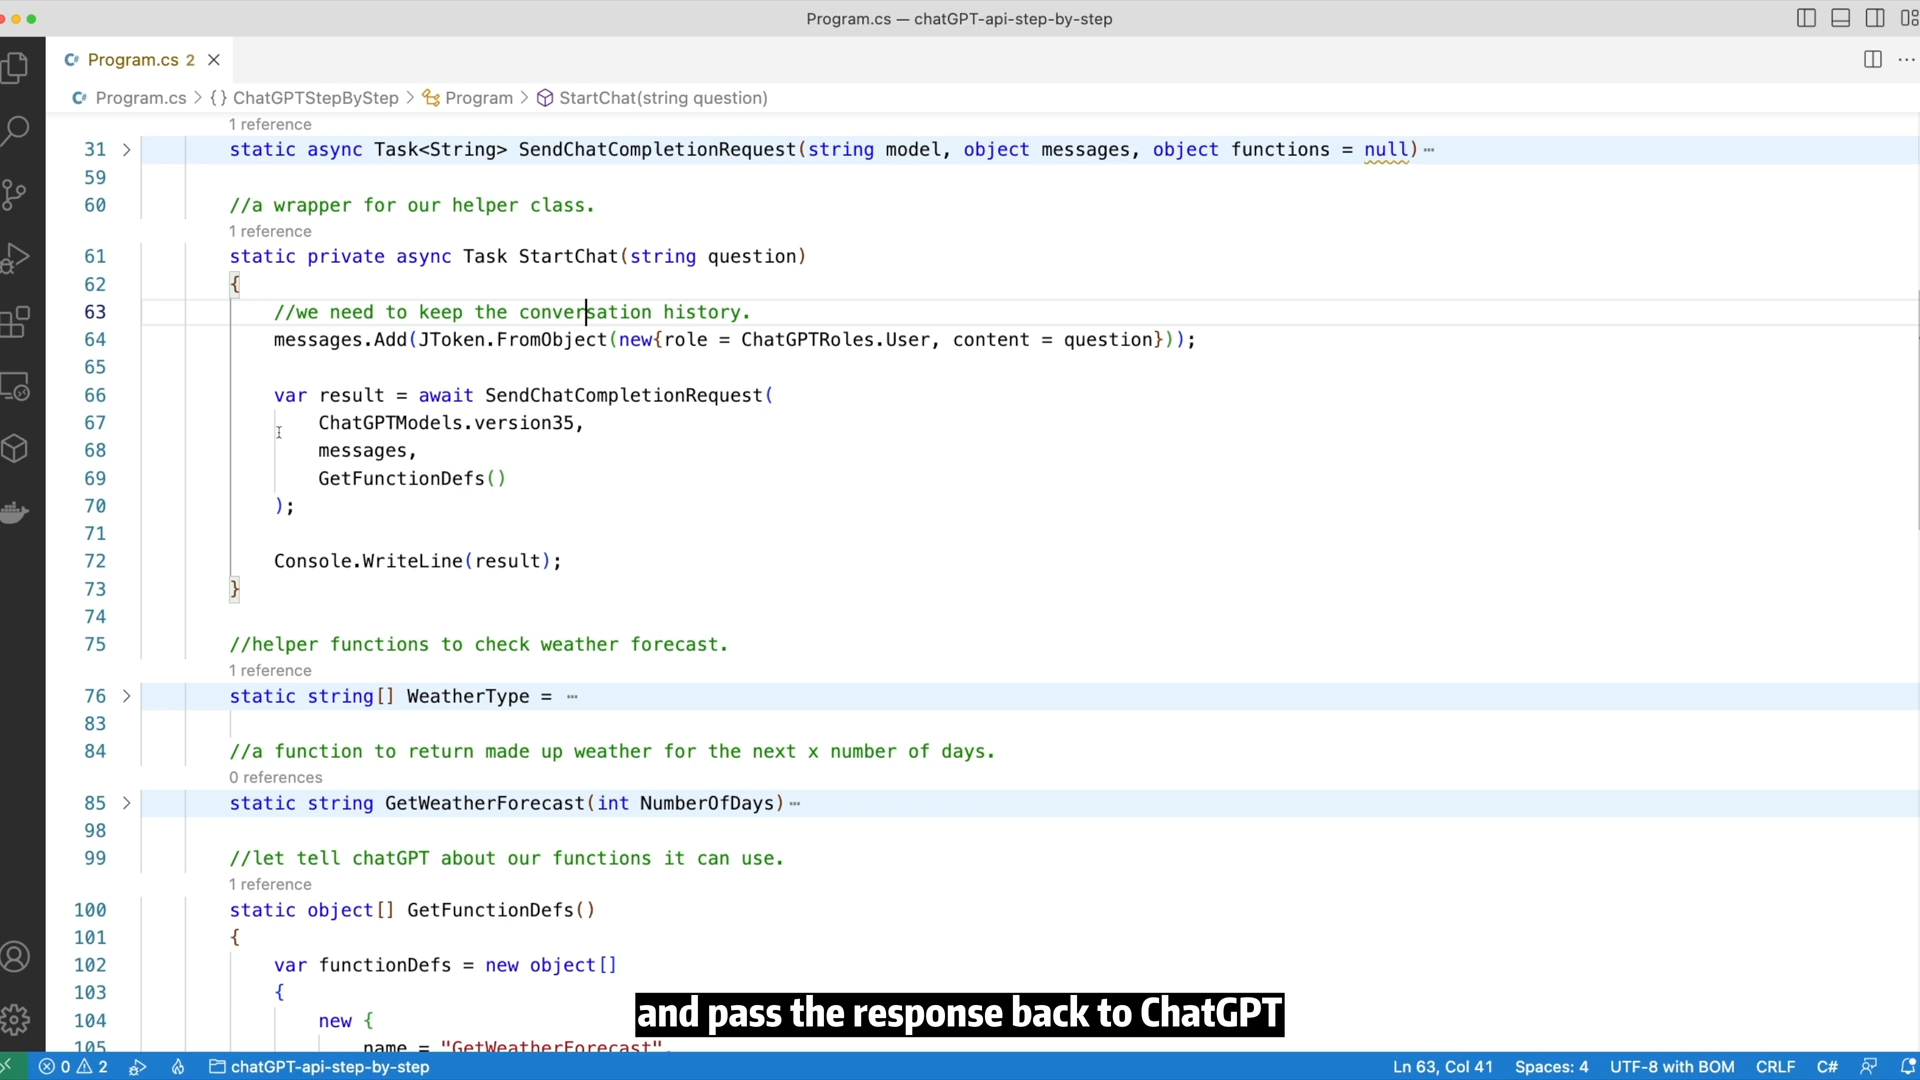 Program.cs — chatGPT-api-step-by-step
Program.cs 2
Program.cs > {} ChatGPTStepByStep > Program > StartChat(string question)
1 reference
31 static async Task<String> SendChatCompletionRequest(string model, object messages, object functions = null)
59
60 //a wrapper for our helper class.
1 reference
61 static private async Task StartChat(string question)
62 {
63 //we need to keep the conversation history.
64 messages.Add(JToken.FromObject(new{role = ChatGPTRoles.User, content = question}));
65
66 var result = await SendChatCompletionRequest(
67 ChatGPTModels.version35,
68 messages,
69 GetFunctionDefs()
70 );
71
72 Console.WriteLine(result);
73 }
74
75 //helper functions to check weather forecast.
1 reference
76 static string[] WeatherType =
83
84 //a function to return made up weather for the next x number of days.
0 references
85 static string GetWeatherForecast(int NumberOfDays)
98
99 //let tell chatGPT about our functions it can use.
1 reference
100 static object[] GetFunctionDefs()
101 {
102 var functionDefs = new object[]
103 {
104 new {
105 name = "GetWeatherForecast",
and pass the response back to ChatGPT
0 2 chatGPT-api-step-by-step Ln 63, Col 41 Spaces: 4 UTF-8 with BOM CRLF C#